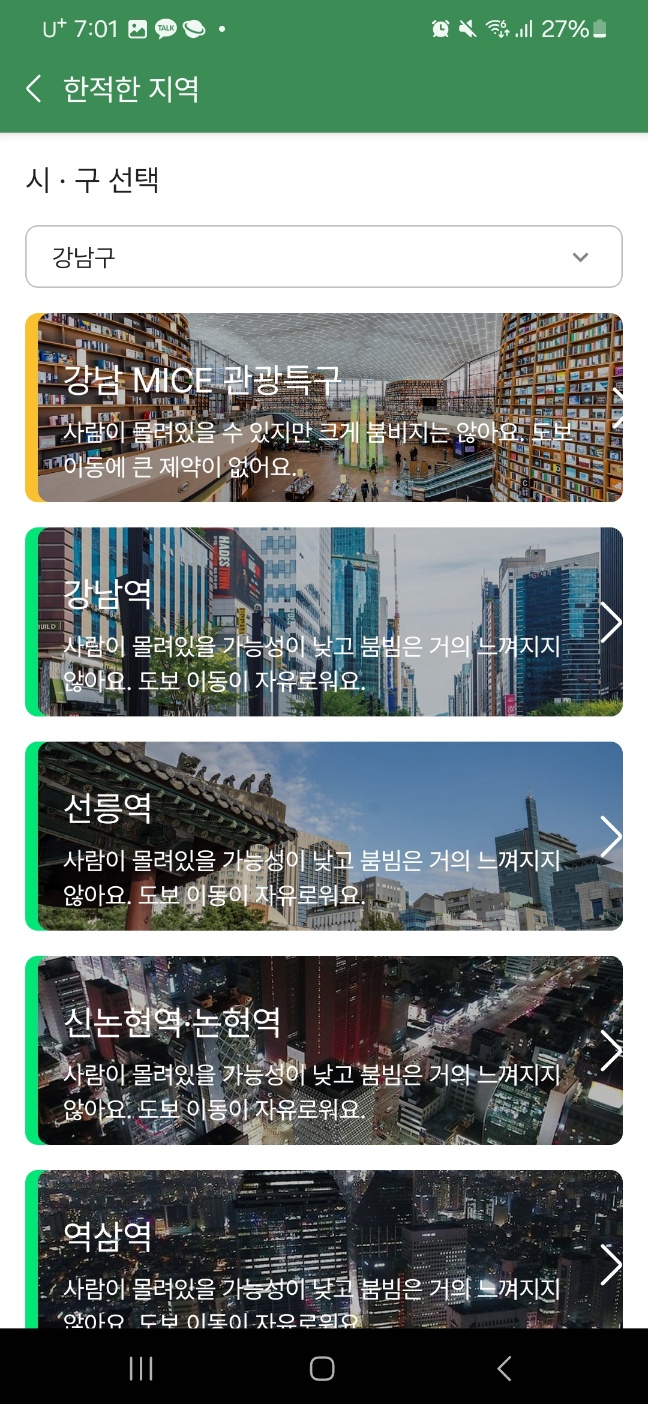 U+ 7:01 TALK 27%
한적한 지역
시 · 구 선택
강남구
강남 MICE 관광특구
사람이 몰려있을 수 있지만 크게 붐비지는 않아요. 도보
이동에 큰 제약이 없어요.
HADES
TOWN
강남역
BUILD
사람이 몰려있을 가능성이 낮고 붐빔은 거의 느껴지지
않아요. 도보 이동이 자유로워요.
선릉역
사람이 몰려있을 가능성이 낮고 붐빔은 거의 느껴지지
않아요. 도보 이동이 자유로워요.
신논현역·논현역
사람이 몰려있을 가능성이 낮고 붐빔은 거의 느껴지지
않아요. 도보 이동이 자유로워요.
역삼역
사람이 몰려있을 가능성이 낮고 붐빔은 거의 느껴지지
않아요. 도보 이동이 자유로워요.